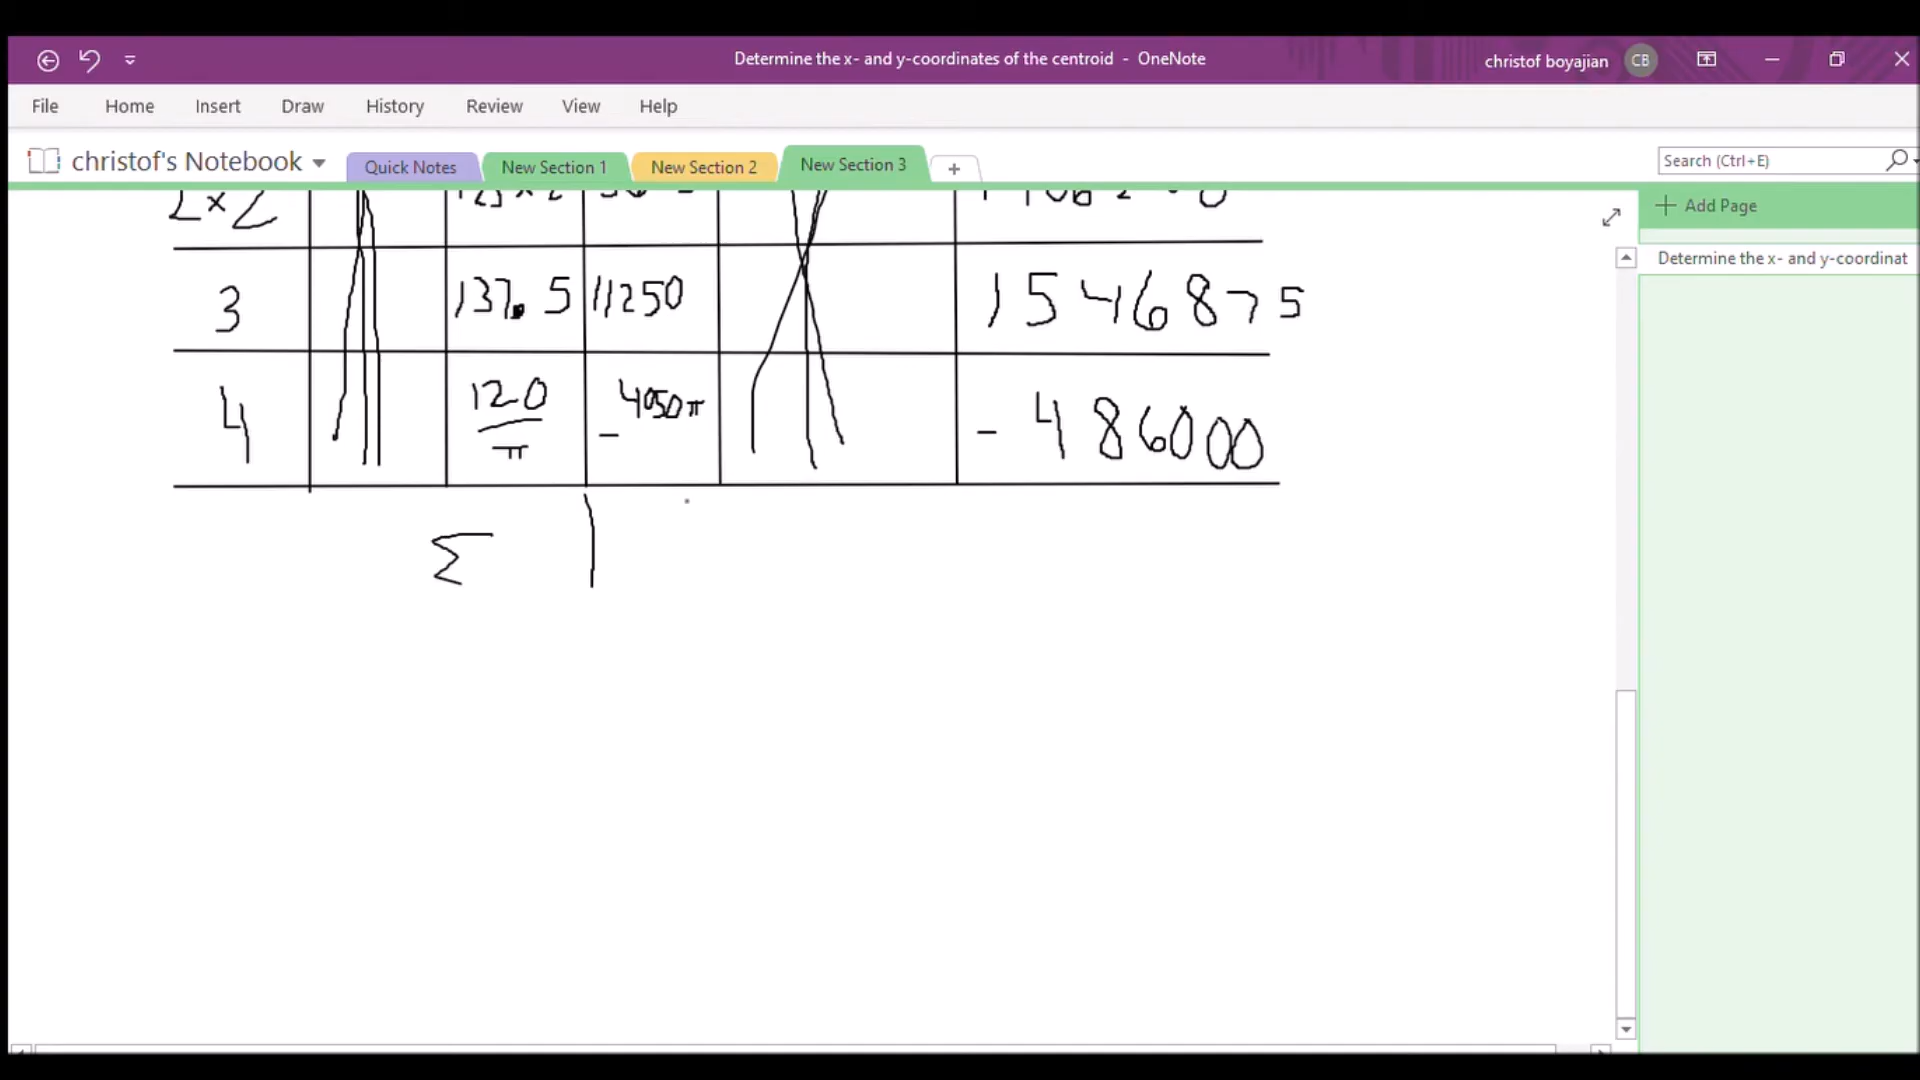 Determine the x- and y-coordinates of the centroid - OneNote
christof boyajian CB
File Home Insert Draw History Review View Help
christof's Notebook Quick Notes New Section 1 New Section 2 New Section 3 + Search (Ctrl+E)
Add Page
Determine the x- and y-coordinat
2 × 2
3 137.5 11250 1546875
4 120/π -4050π -486000
Σ